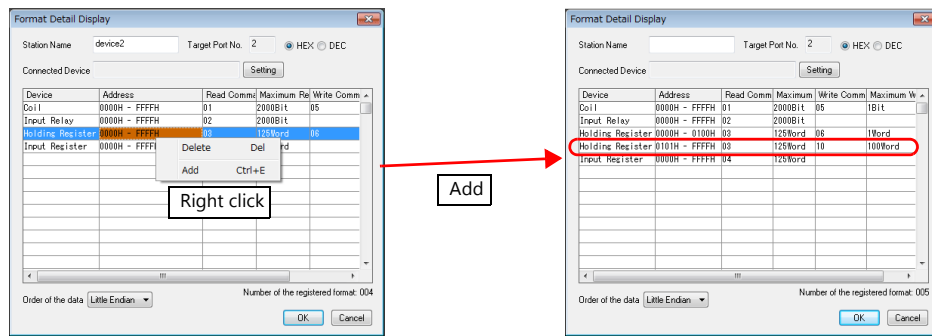 Format Detail Display
Station Name device2 Target Port No. 2 HEX DEC
Connected Device Setting
Device Address Read Comma Maximum Re Write Comm
Coil 0000H - FFFFH 01 2000Bit 05
Input Relay 0000H - FFFFH 02 2000Bit
Holding Register 0000H - FFFFH 03 125Word 06
Input Register 0000H - FFFF
Delete Del
Add Ctrl+E
Right click
Order of the data Little Endian
Number of the registered format: 004
OK Cancel
Add
Format Detail Display
Station Name Target Port No. 2 HEX DEC
Connected Device Setting
Device Address Read Comm Maximum Write Comm Maximum W
Coil 0000H - FFFFH 01 2000Bit 05 1Bit
Input Relay 0000H - FFFFH 02 2000Bit
Holding Register 0000H - 0100H 03 125Word 06 1Word
Holding Register 0101H - FFFFH 03 125Word 10 100Word
Input Register 0000H - FFFFH 04 125Word
Order of the data Little Endian
Number of the registered format: 005
OK Cancel